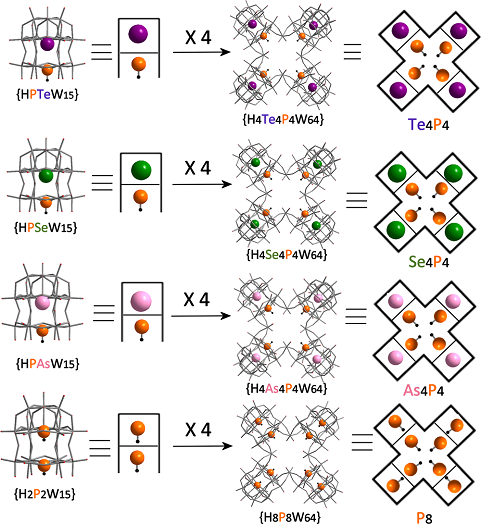 X 4
{HPTeW15}
{H4Te4P4W64}
Te4P4
X 4
{HPSeW15}
{H4Se4P4W64}
Se4P4
X 4
{HPAsW15}
{H4As4P4W64}
As4P4
X 4
{H2P2W15}
{H8P8W64}
P8